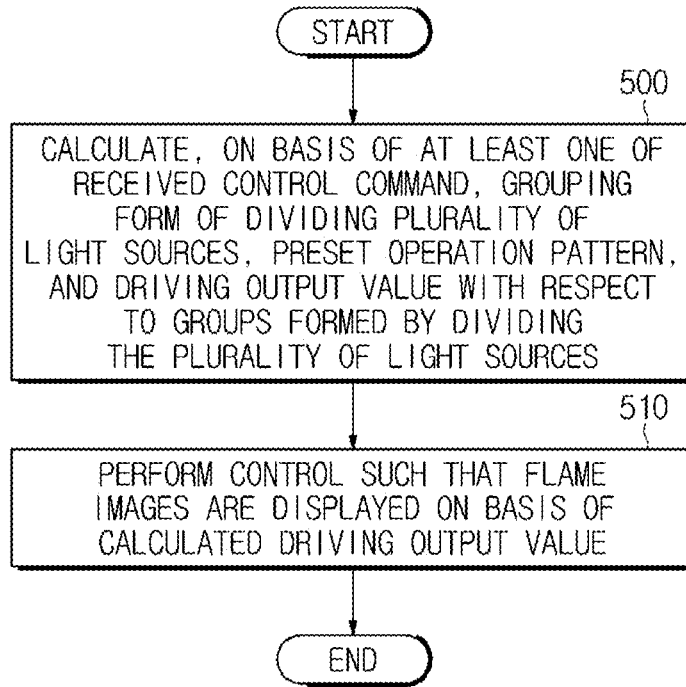 START
500
CALCULATE, ON BASIS OF AT LEAST ONE OF
RECEIVED CONTROL COMMAND, GROUPING
FORM OF DIVIDING PLURALITY OF
LIGHT SOURCES, PRESET OPERATION PATTERN,
AND DRIVING OUTPUT VALUE WITH RESPECT
TO GROUPS FORMED BY DIVIDING
THE PLURALITY OF LIGHT SOURCES
510
PERFORM CONTROL SUCH THAT FLAME
IMAGES ARE DISPLAYED ON BASIS OF
CALCULATED DRIVING OUTPUT VALUE
END